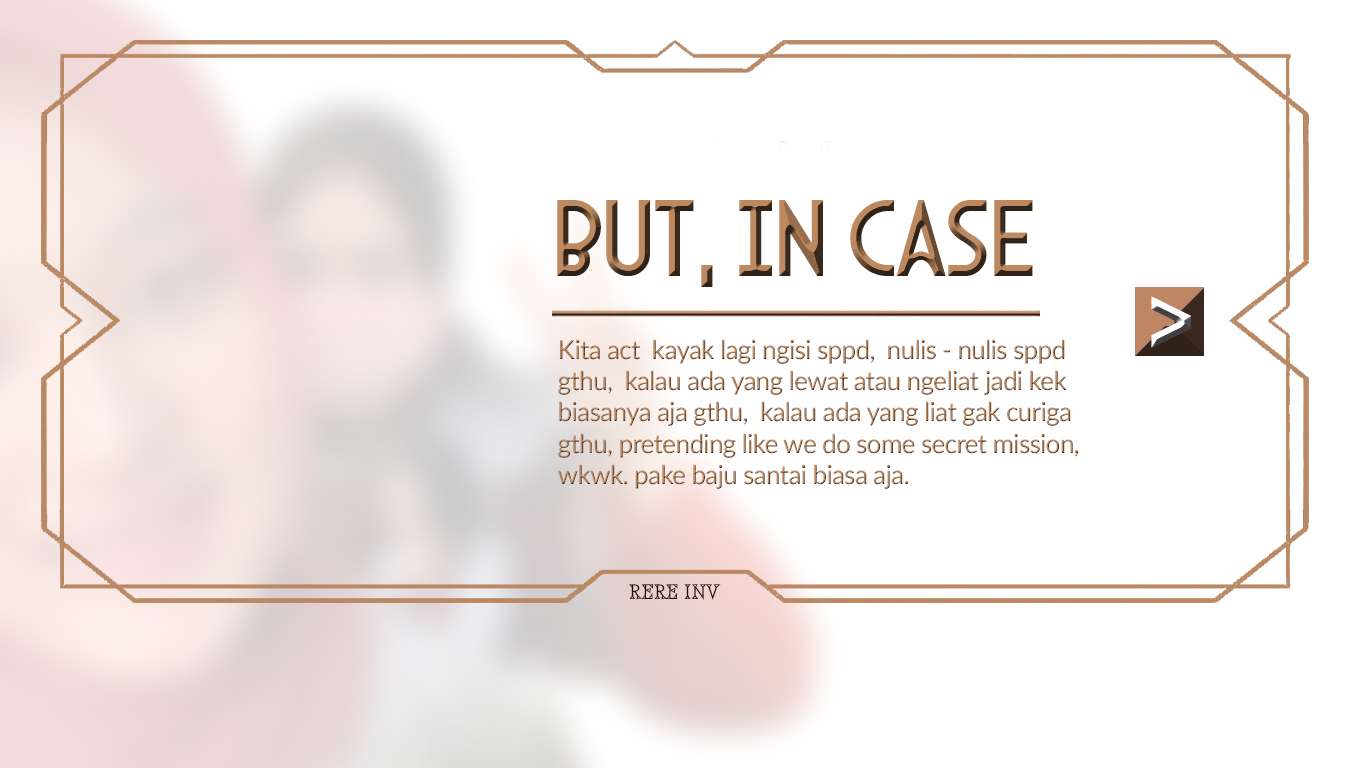 BUT, IN CASE
Kita act kayak lagi ngisi sppd, nulis - nulis sppd
gthu, kalau ada yang lewat atau ngeliat jadi kek
biasanya aja gthu, kalau ada yang liat gak curiga
gthu, pretending like we do some secret mission,
wkwk. pake baju santai biasa aja.
RERE INV